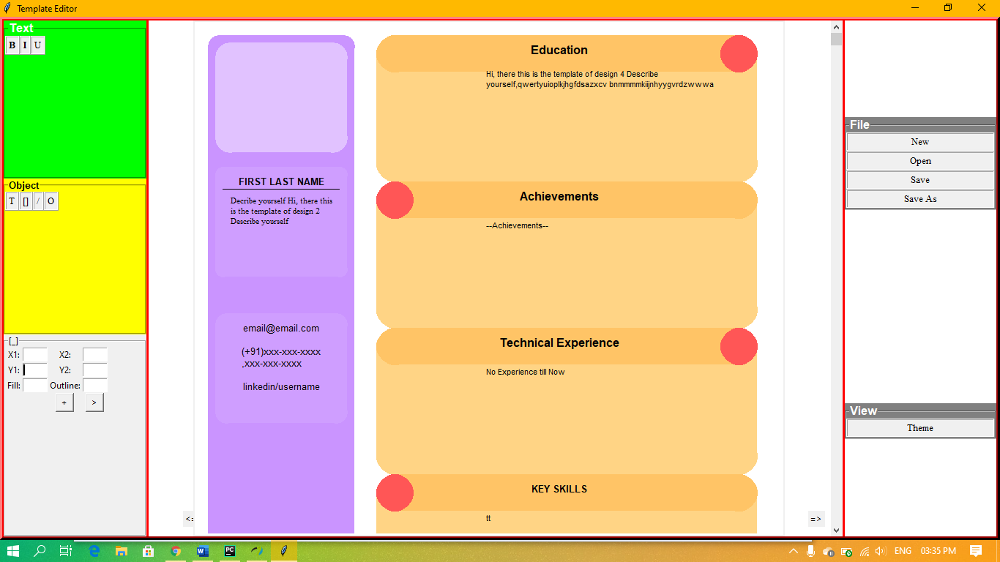 Template Editor
Text
B I U
Object
T [] / O
[_]
X1: X2:
Y1: Y2:
Fill: Outline:
+ >
FIRST LAST NAME
Decribe yourself Hi, there this
is the template of design 2
Describe yourself
email@email.com
(+91)xxx-xxx-xxxx
,xxx-xxx-xxxx
linkedin/username
<=
Education
Hi, there this is the template of design 4 Describe
yourself,qwertyuioplkjhgfdsazxcv bnmmmmkiijnhyygvrdzwwwa
Achievements
--Achievements--
Technical Experience
No Experience till Now
KEY SKILLS
tt
=>
File
New
Open
Save
Save As
View
Theme
PC
W
ENG 03:35 PM